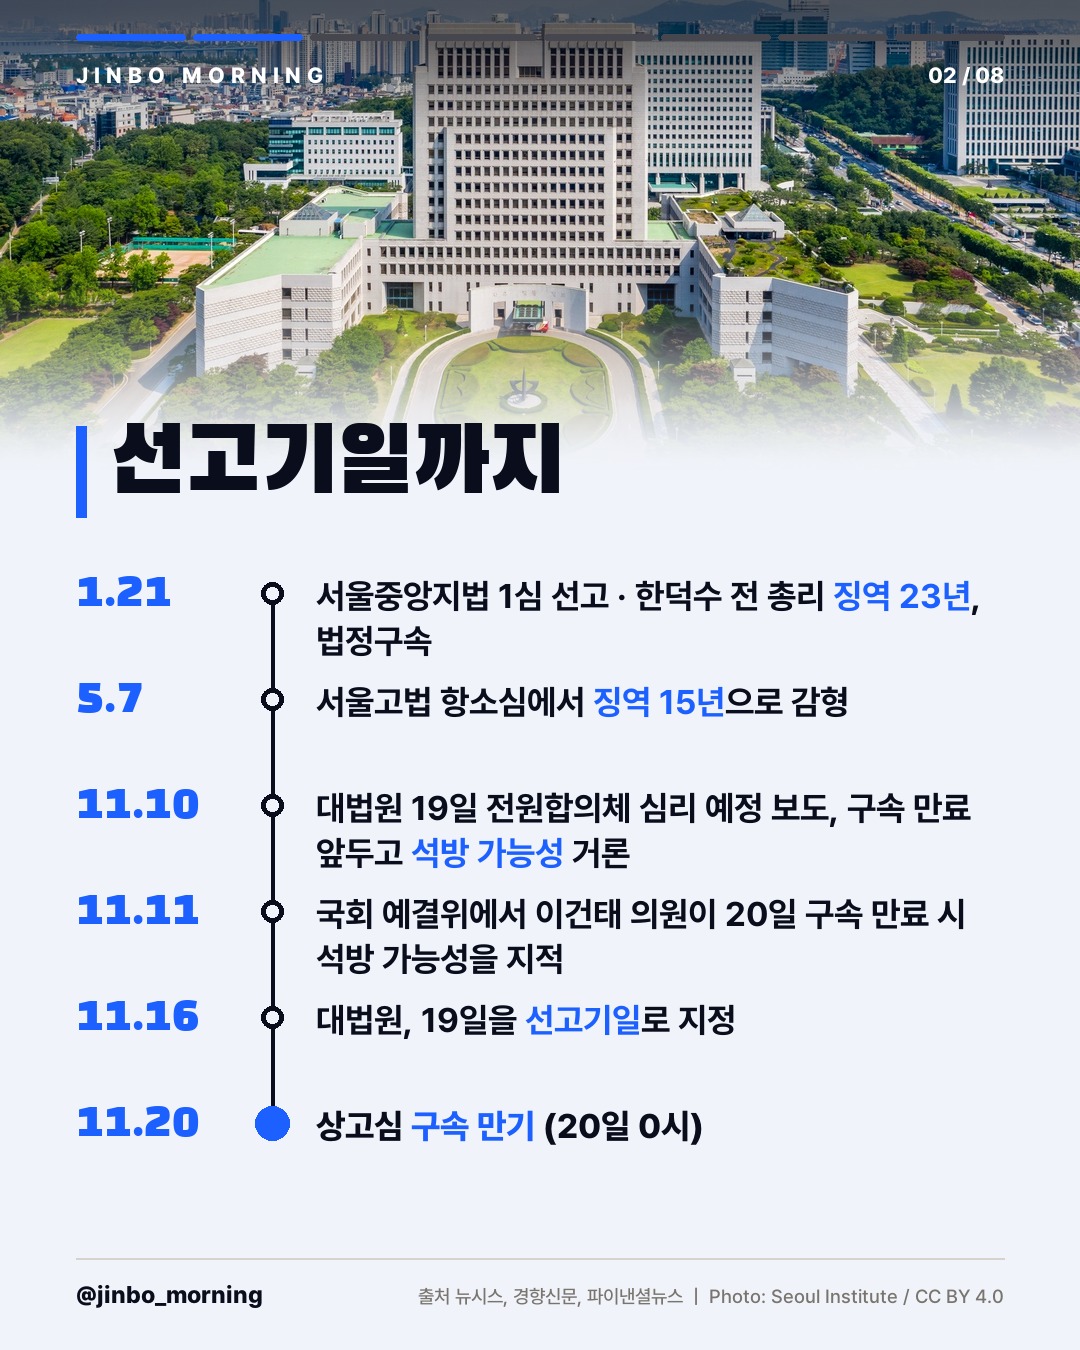 JINBO MORNING
02 / 08
선고기일까지
1.21
서울중앙지법 1심 선고 · 한덕수 전 총리 징역 23년,
법정구속
5.7
서울고법 항소심에서 징역 15년으로 감형
11.10
대법원 19일 전원합의체 심리 예정 보도, 구속 만료
앞두고 석방 가능성 거론
11.11
국회 예결위에서 이건태 의원이 20일 구속 만료 시
석방 가능성을 지적
11.16
대법원, 19일을 선고기일로 지정
11.20
상고심 구속 만기 (20일 0시)
@jinbo_morning
출처 뉴시스, 경향신문, 파이낸셜뉴스 | Photo: Seoul Institute / CC BY 4.0